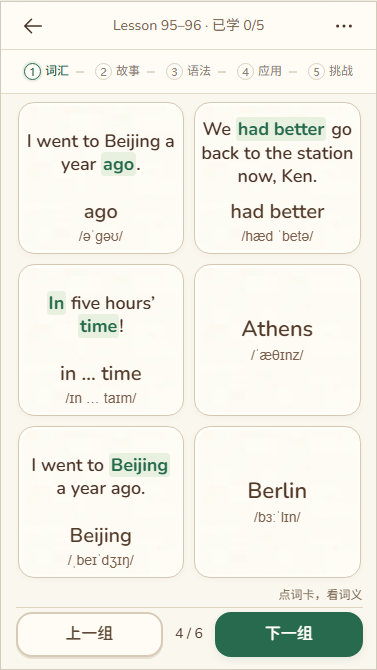 Lesson 95–96 · 已学 0/5
1 词汇 – 2 故事 – 3 语法 – 4 应用 – 5 挑战
I went to Beijing a
year ago.
ago
/əˈɡəʊ/
We had better go
back to the station
now, Ken.
had better
/hæd ˈbetə/
In five hours’
time!
in ... time
/ɪn ... taɪm/
Athens
/ˈæθɪnz/
I went to Beijing
a year ago.
Beijing
/ˌbeɪˈdʒɪŋ/
Berlin
/bɜːˈlɪn/
点词卡，看词义
上一组
4 / 6
下一组